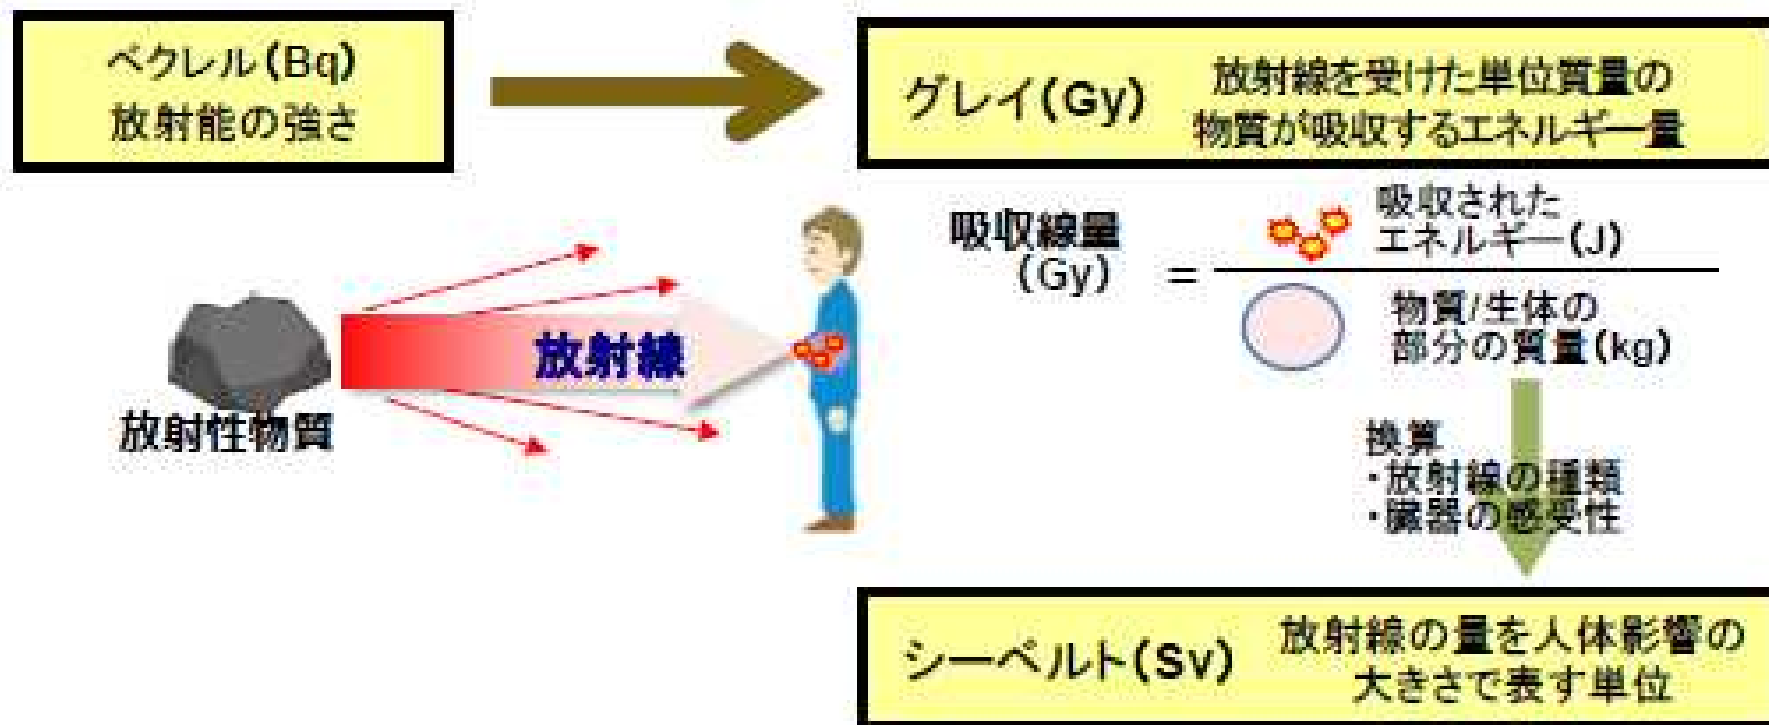 ベクレル(Bq)
放射能の強さ
グレイ(Gy)
放射線を受けた単位質量の
物質が吸収するエネルギー量
放射性物質
放射線
吸収線量
(Gy)
=
吸収された
エネルギー(J)
物質/生体の
部分の質量(kg)
換算
・放射線の種類
・臓器の感受性
シーベルト(Sv)
放射線の量を人体影響の
大きさで表す単位